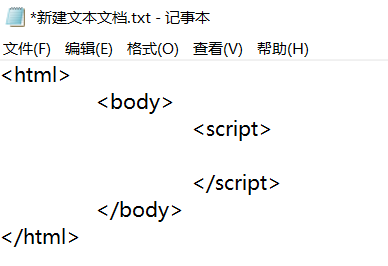 *新建文本文档.txt - 记事本
文件(F) 编辑(E) 格式(O) 查看(V) 帮助(H)
<html>
<body>
<script>
</script>
</body>
</html>